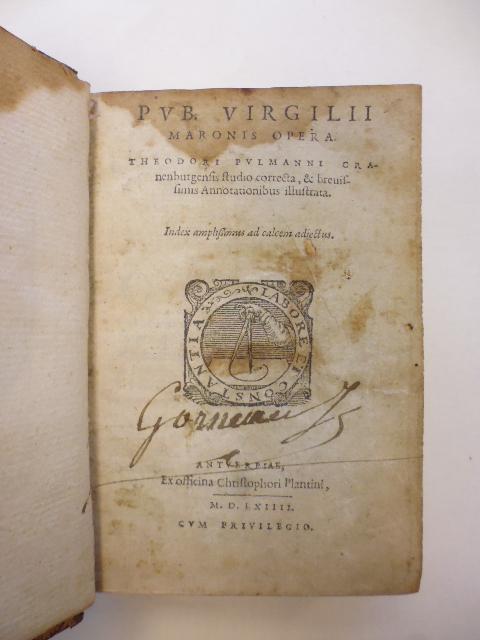 PVB. VIRGILII
MARONIS OPERA.
THEODORI PVLMANNI CRA-
nenburgensis studio correcta, & breuis-
simis Annotationibus illustrata.
Index amplissimus ad calcem adiectus.
LABORE ET CONSTANTIA
ANTVERPIAE,
Ex officina Christophori Plantini,
M. D. LXIIII.
CVM PRIVILEGIO.